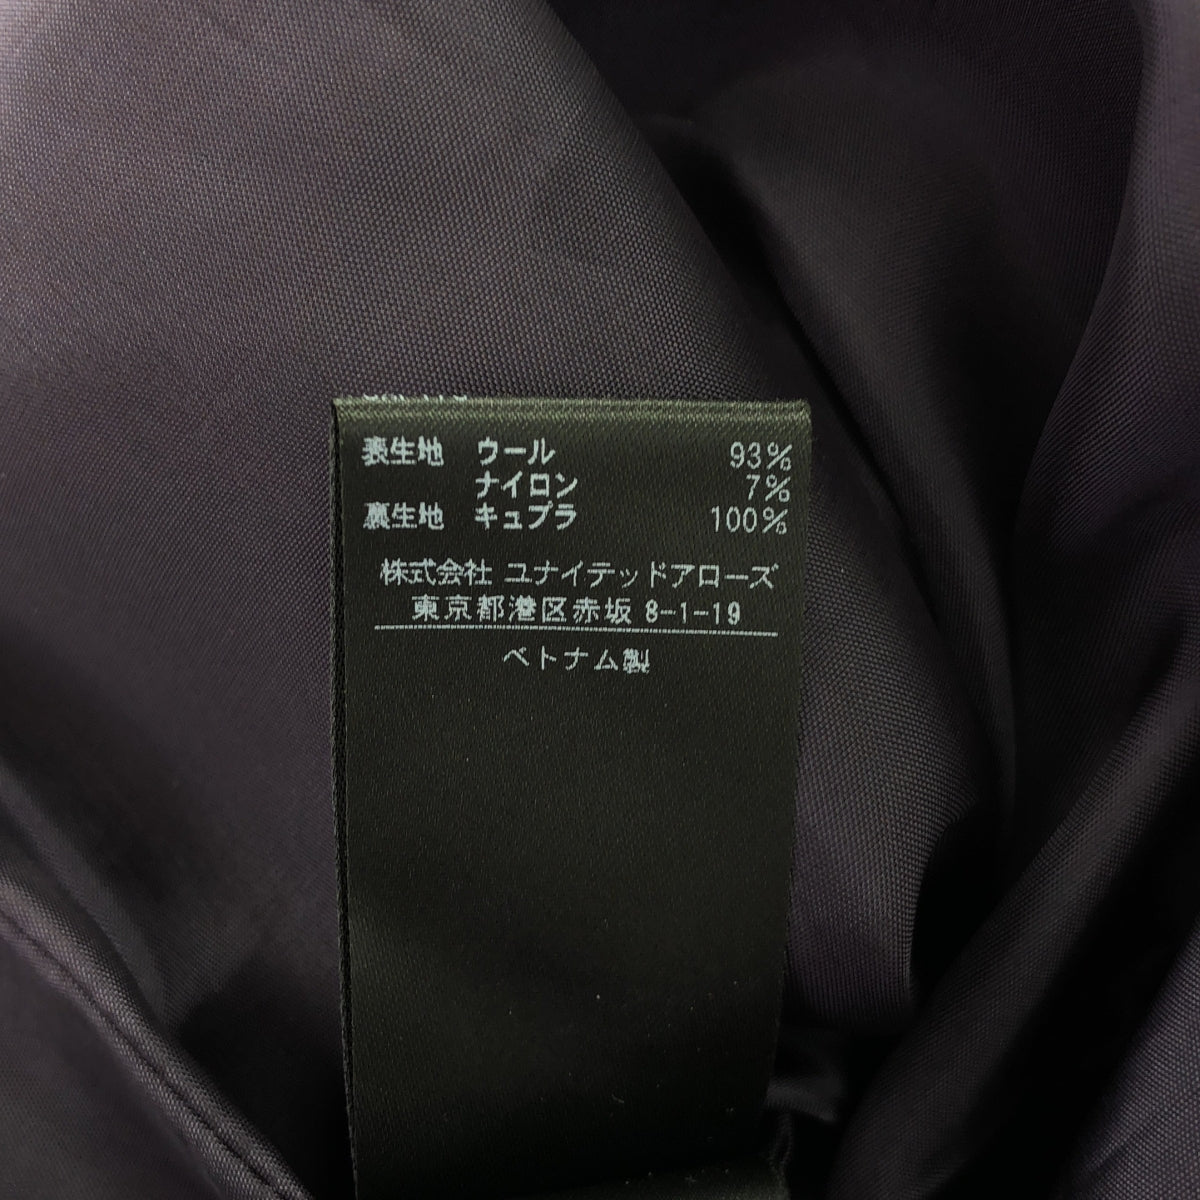 表生地 ウール 93%
ナイロン 7%
裏生地 キュプラ 100%
株式会社 ユナイテッドアローズ
東京都港区赤坂 8-1-19
ベトナム製